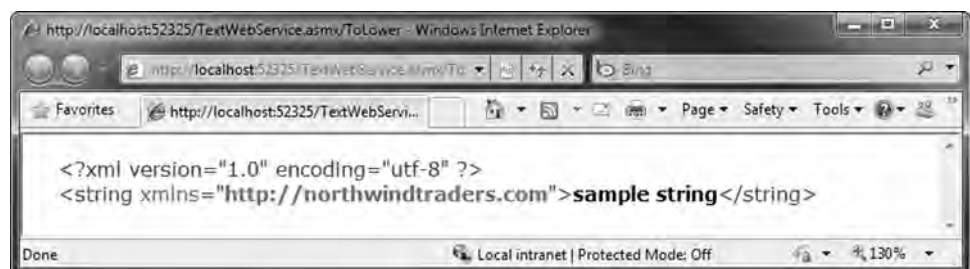 http://localhost:52325/TextWebService.asmx/ToLower - Windows Internet Explorer
http://localhost:52325/TextWebService.asmx/To Bing
Favorites http://localhost:52325/TextWebServi... Page Safety Tools
<?xml version="1.0" encoding="utf-8" ?>
<string xmlns="http://northwindtraders.com">sample string</string>
Done Local intranet | Protected Mode: Off 130%